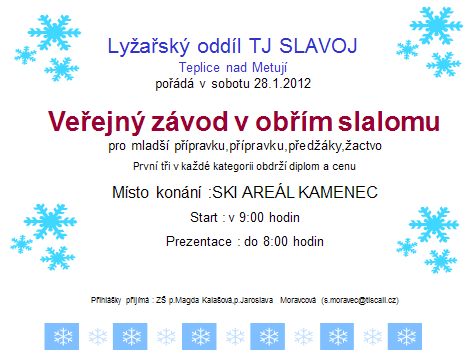 Lyžařský oddíl TJ SLAVOJ
Teplice nad Metují
pořádá v sobotu 28.1.2012
Veřejný závod v obřím slalomu
pro mladší přípravku,přípravku,předžáky,žactvo
První tři v každé kategorii obdrží diplom a cenu
Místo konání :SKI AREÁL KAMENEC
Start : v 9:00 hodin
Prezentace : do 8:00 hodin
Přihlášky přijímá : ZŠ p.Magda Kalašová,p.Jaroslava Moravcová (s.moravec@tiscali.cz)